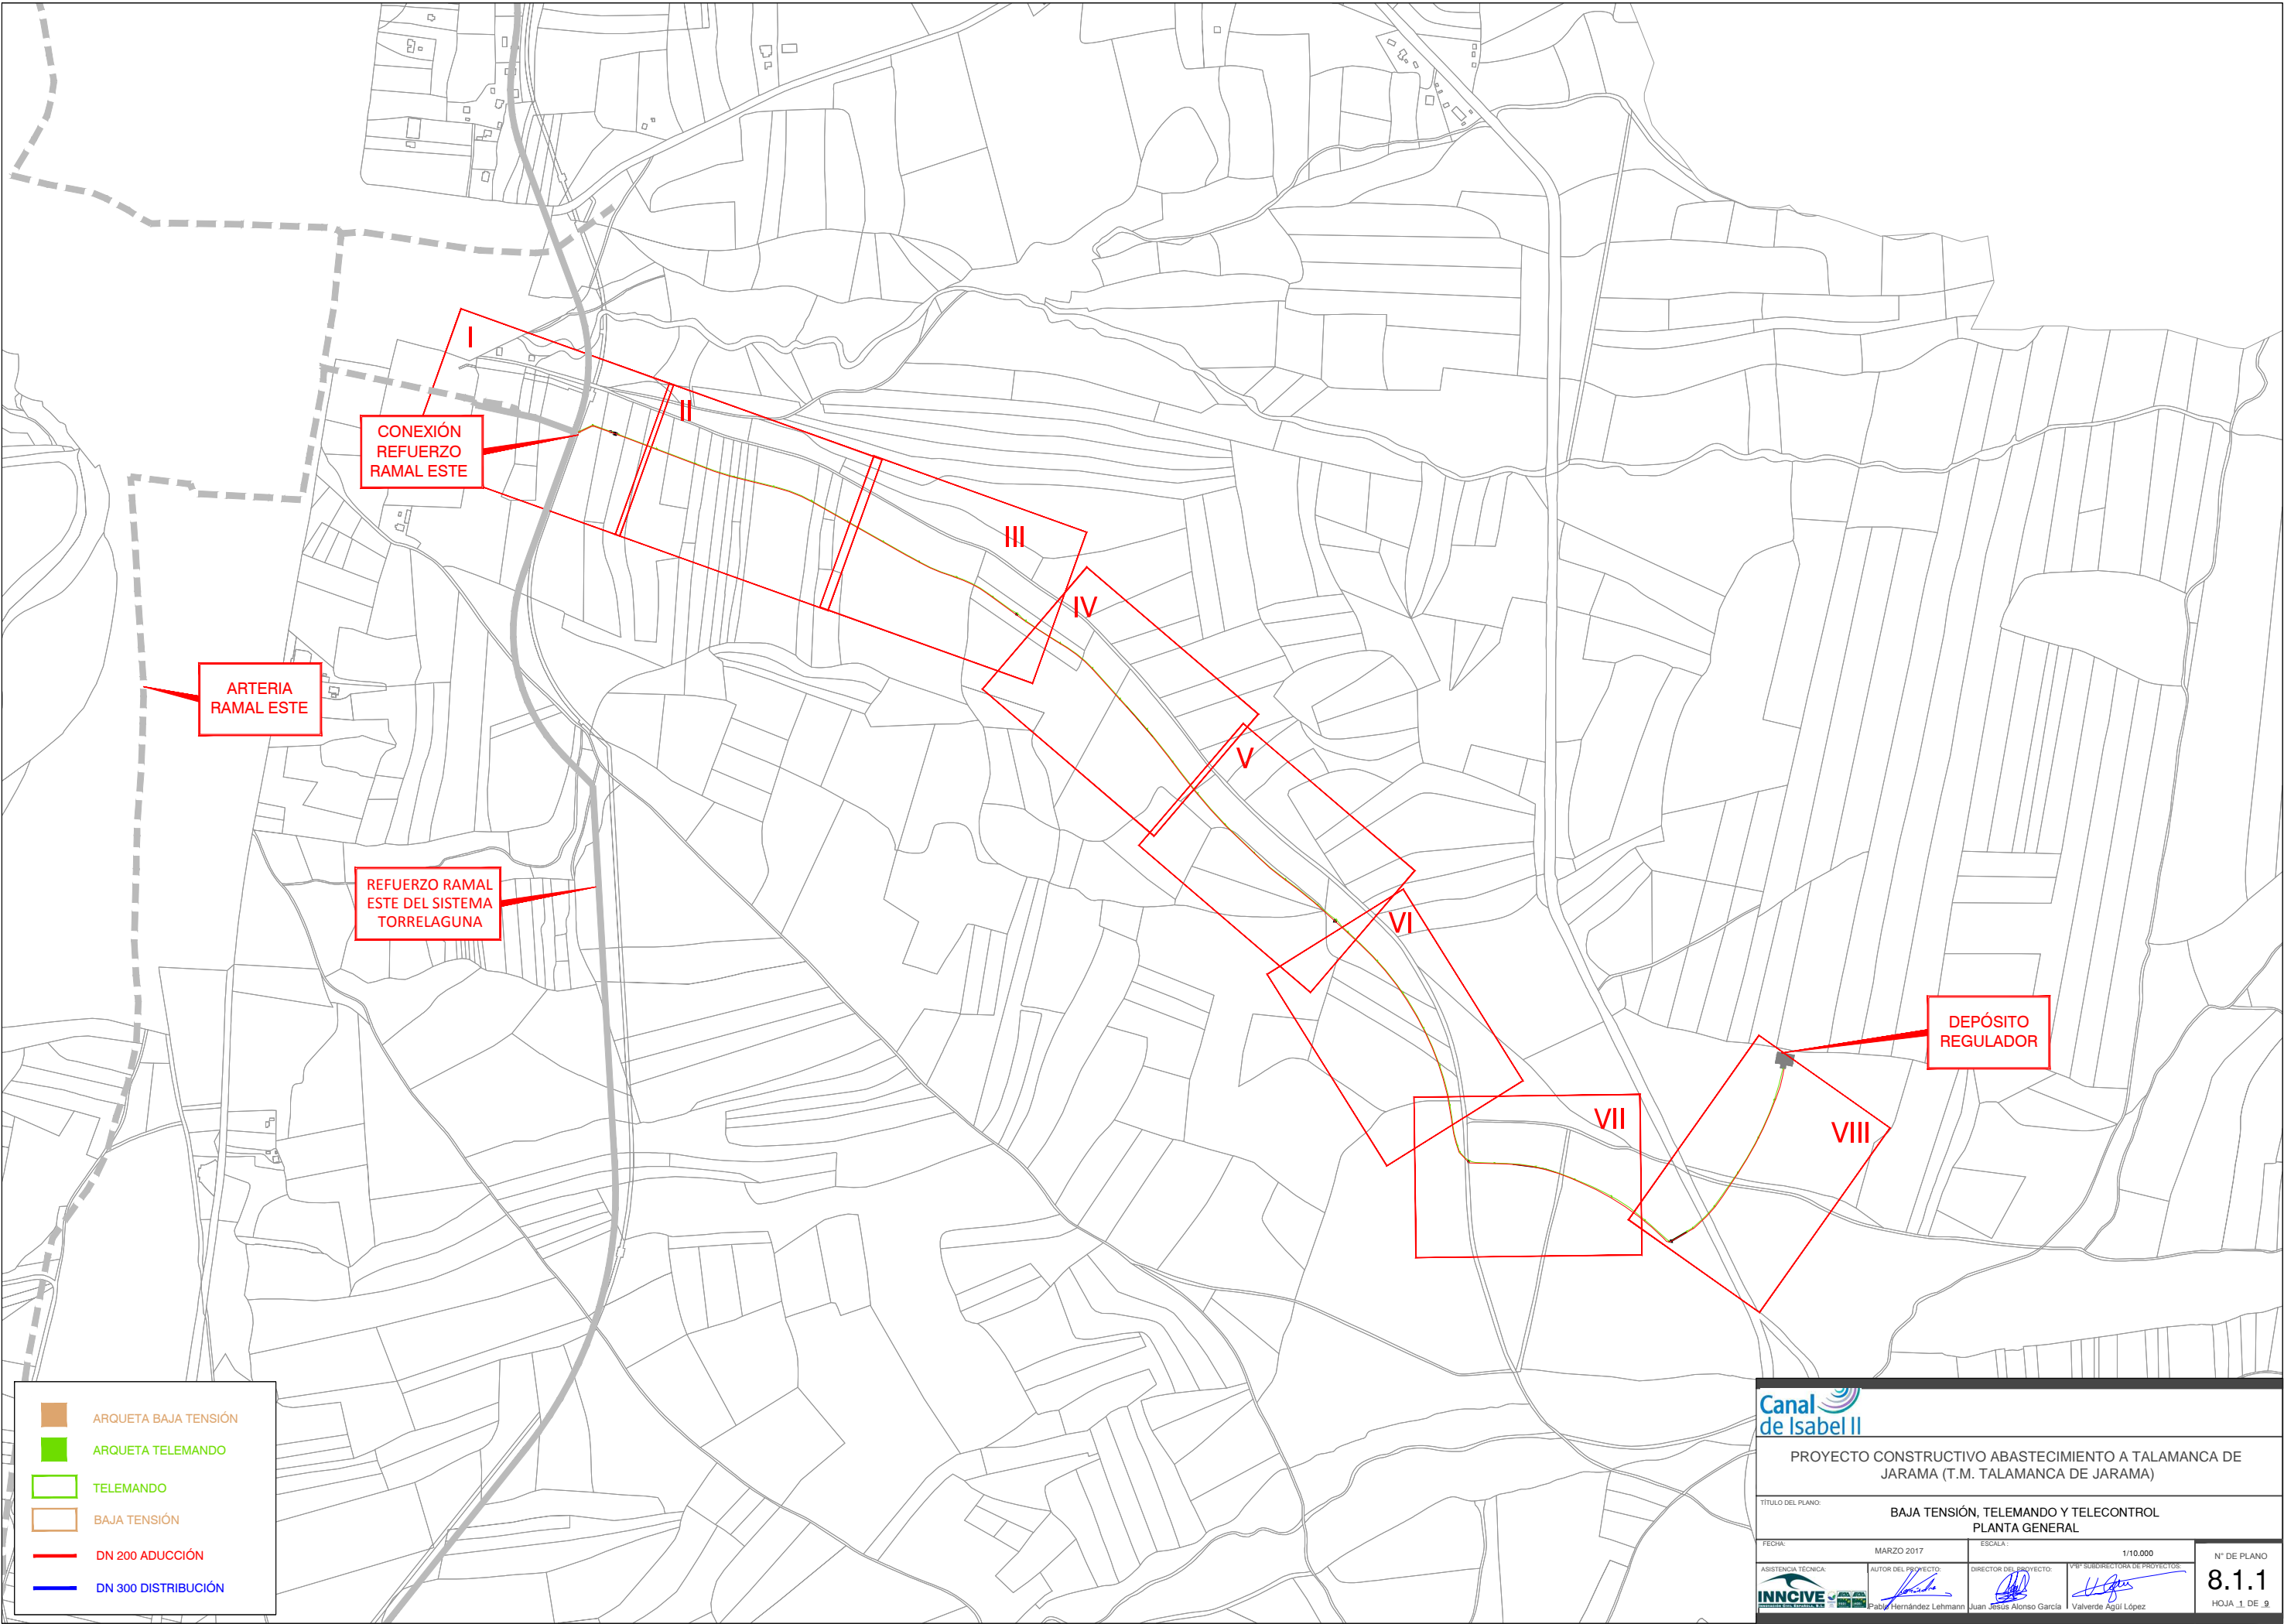 I
II
CONEXIÓN
REFUERZO
RAMAL ESTE
III
IV
ARTERIA
RAMAL ESTE
V
REFUERZO RAMAL
ESTE DEL SISTEMA
TORRELAGUNA
VI
DEPÓSITO
REGULADOR
VII
VIII
ARQUETA BAJA TENSIÓN
ARQUETA TELEMANDO
TELEMANDO
BAJA TENSIÓN
DN 200 ADUCCIÓN
DN 300 DISTRIBUCIÓN
Canal
de Isabel II
PROYECTO CONSTRUCTIVO ABASTECIMIENTO A TALAMANCA DE
JARAMA (T.M. TALAMANCA DE JARAMA)
TÍTULO DEL PLANO:
BAJA TENSIÓN, TELEMANDO Y TELECONTROL
PLANTA GENERAL
FECHA:
MARZO 2017
ESCALA :
1/10.000
Nº DE PLANO
8.1.1
HOJA 1 DE 9
ASISTENCIA TÉCNICA:
INNCIVE
AUTOR DEL PROYECTO:
Pablo Hernández Lehmann
DIRECTOR DEL PROYECTO:
Juan Jesús Alonso García
VºBº SUBDIRECTORA DE PROYECTOS:
Valverde Agüí López